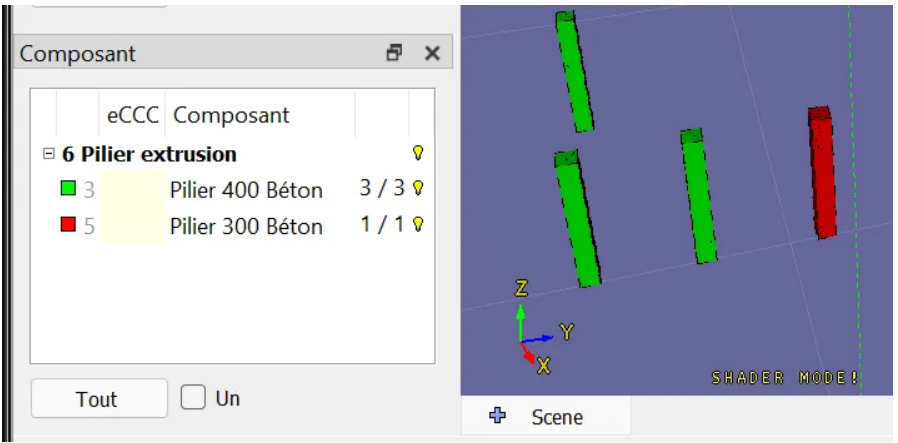 Composant
eCCC Composant
6 Pilier extrusion
3 Pilier 400 Béton 3 / 3
5 Pilier 300 Béton 1 / 1
Tout Un
Z
Y
X
SHADER MODE!
Scene